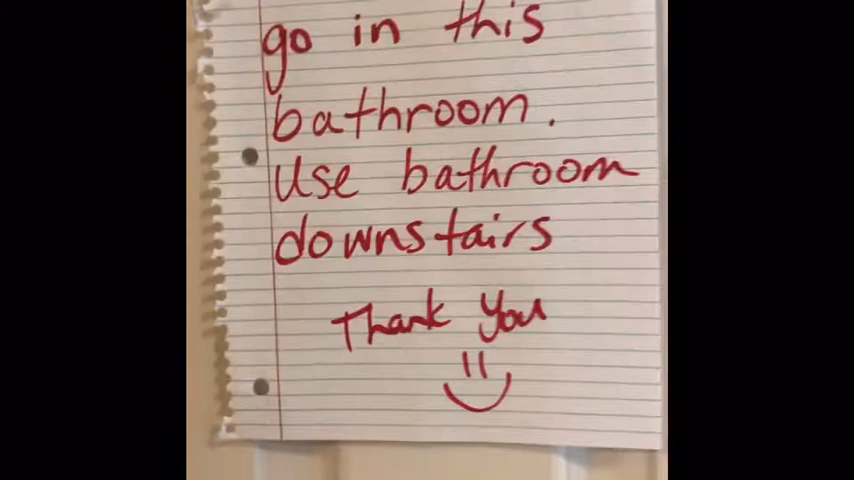 go in this
bathroom.
Use bathroom
downstairs
Thank You